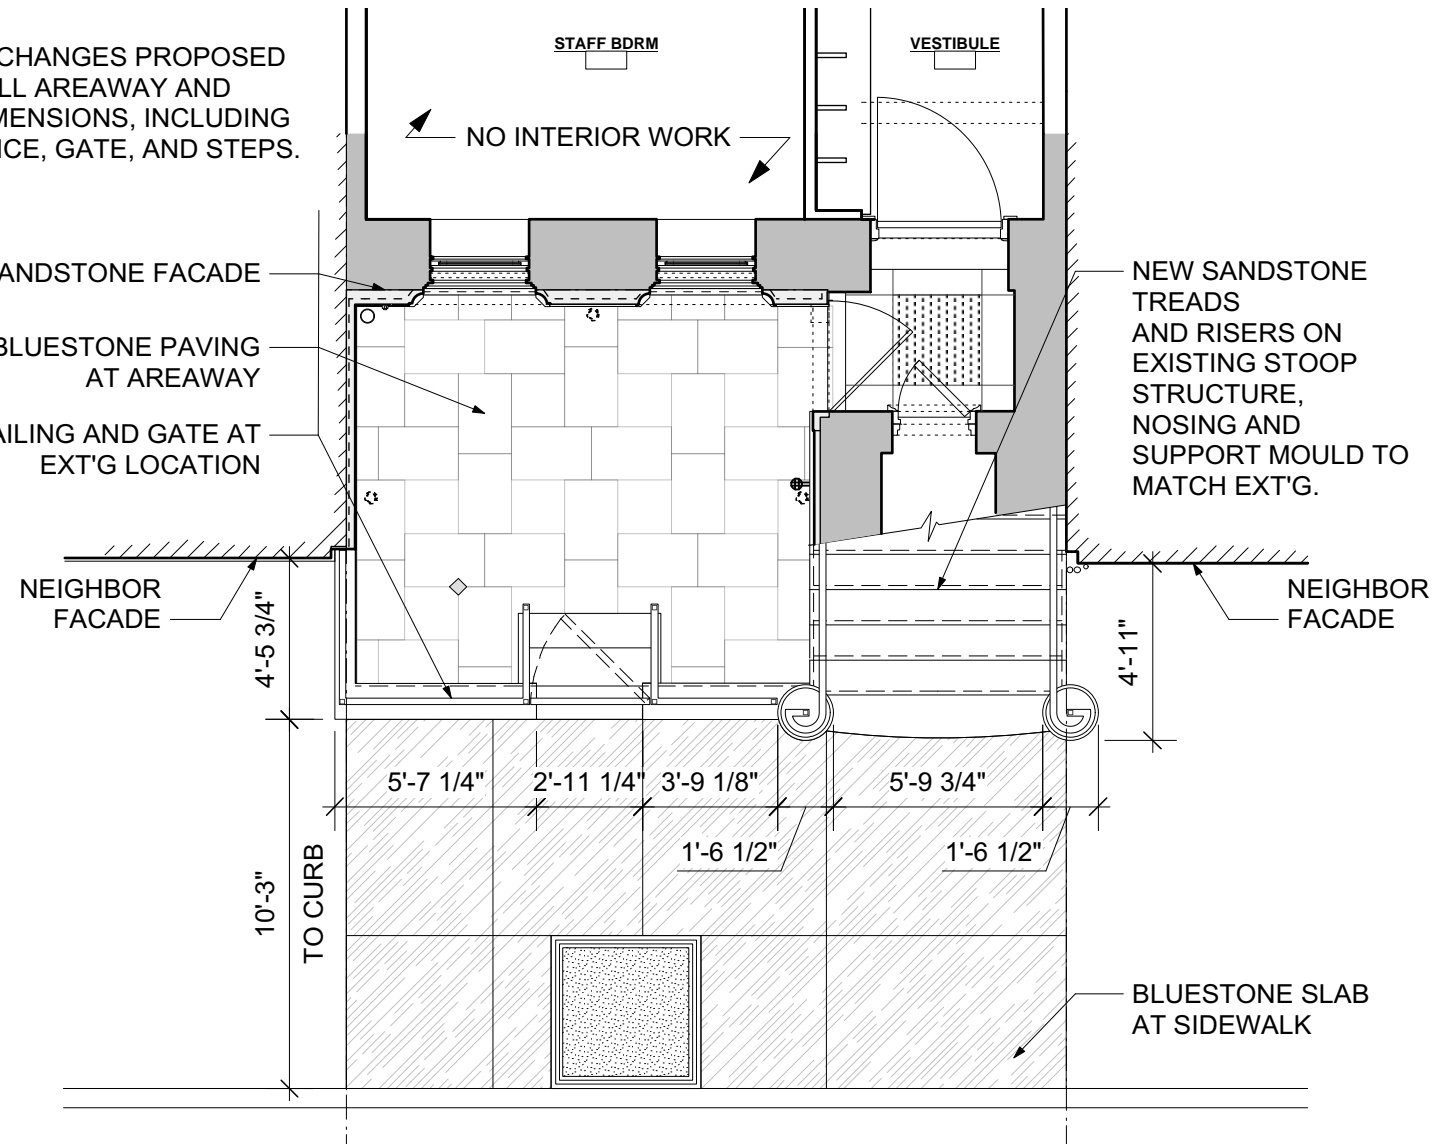 CHANGES PROPOSED
LL AREAWAY AND
MENSIONS, INCLUDING
NCE, GATE, AND STEPS.
STAFF BDRM
VESTIBULE
NO INTERIOR WORK
ANDSTONE FACADE
BLUESTONE PAVING
AT AREAWAY
AILING AND GATE AT
EXT'G LOCATION
NEW SANDSTONE
TREADS
AND RISERS ON
EXISTING STOOP
STRUCTURE,
NOSING AND
SUPPORT MOULD TO
MATCH EXT'G.
NEIGHBOR
FACADE
NEIGHBOR
FACADE
4'-5 3/4"
4'-11"
5'-7 1/4"
2'-11 1/4"
3'-9 1/8"
5'-9 3/4"
1'-6 1/2"
1'-6 1/2"
10'-3"
TO CURB
BLUESTONE SLAB
AT SIDEWALK